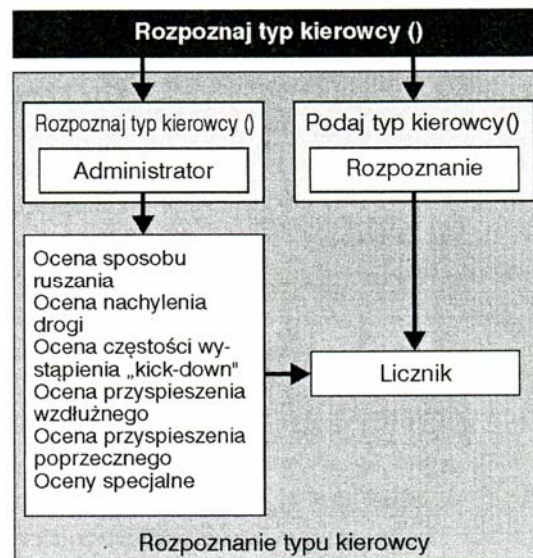 Rozpoznaj typ kierowcy ()
Rozpoznaj typ kierowcy ()
Administrator
Podaj typ kierowcy()
Rozpoznanie
Ocena sposobu
ruszania
Ocena nachylenia
drogi
Ocena częstości wy-
stąpienia „kick-down"
Ocena przyspieszenia
wzdłużnego
Ocena przyspieszenia
poprzecznego
Oceny specjalne
Licznik
Rozpoznanie typu kierowcy